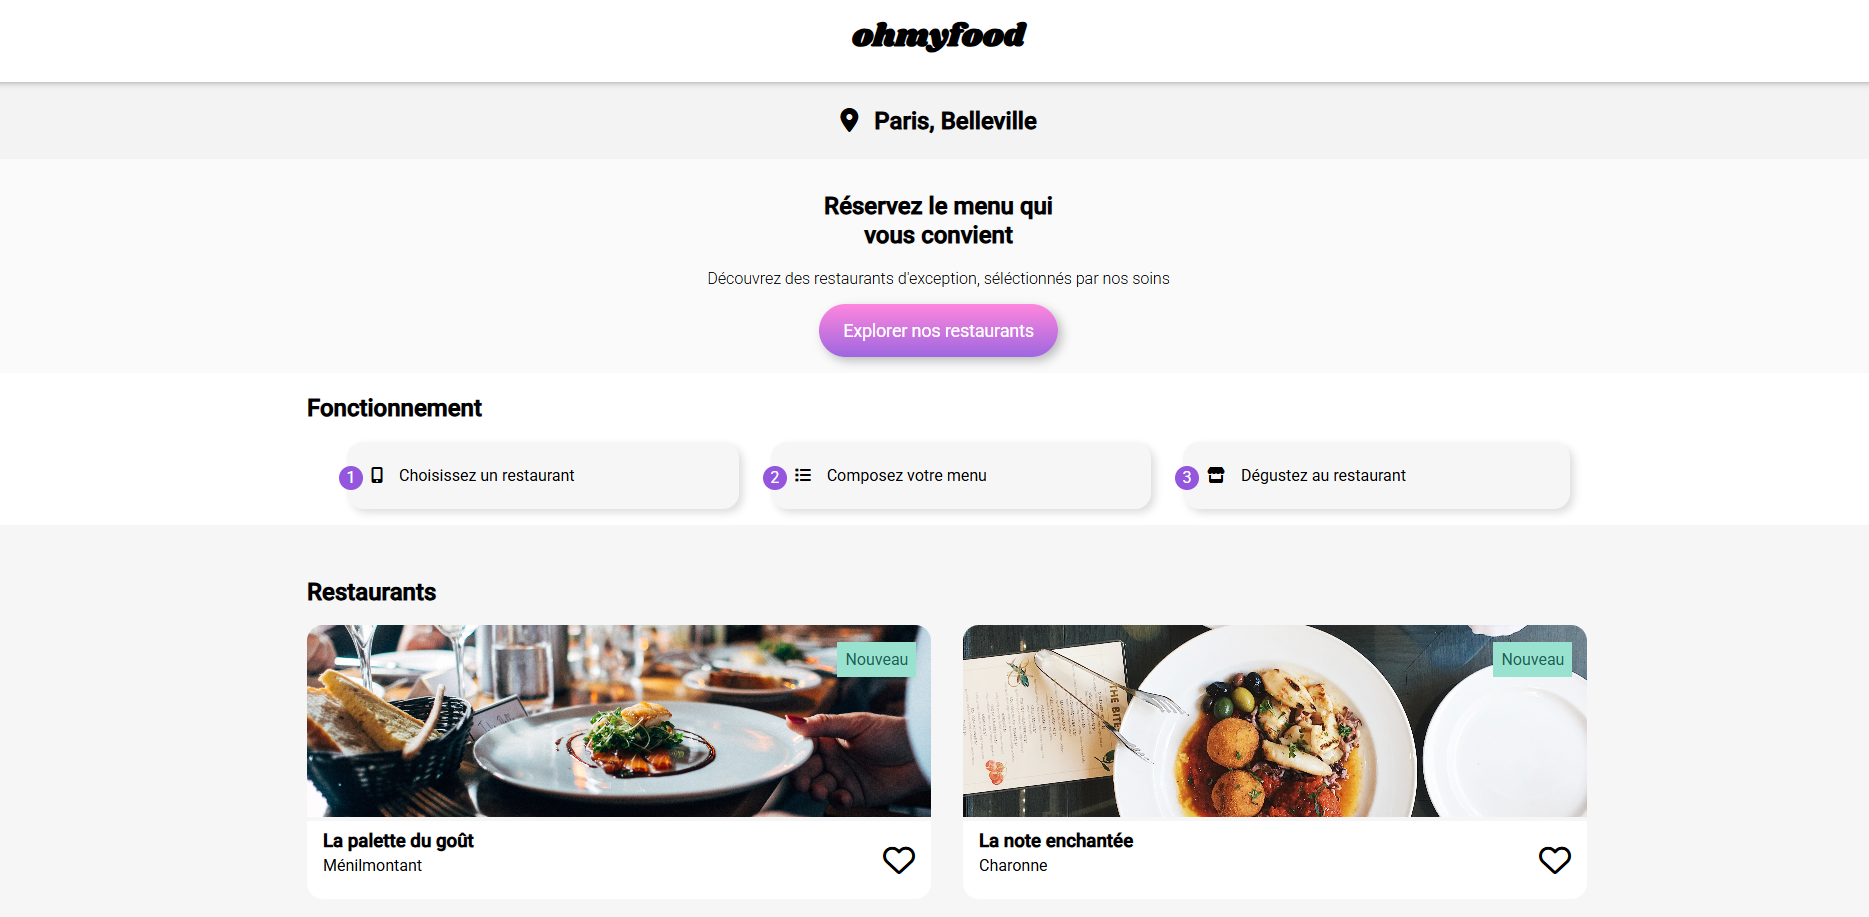 ohmyfood
Paris, Belleville
Réservez le menu qui
vous convient
Découvrez des restaurants d'exception, séléctionnés par nos soins
Explorer nos restaurants
Fonctionnement
1 Choisissez un restaurant
2 Composez votre menu
3 Dégustez au restaurant
Restaurants
Nouveau
THE BITE
Nouveau
La palette du goût
Ménilmontant
La note enchantée
Charonne